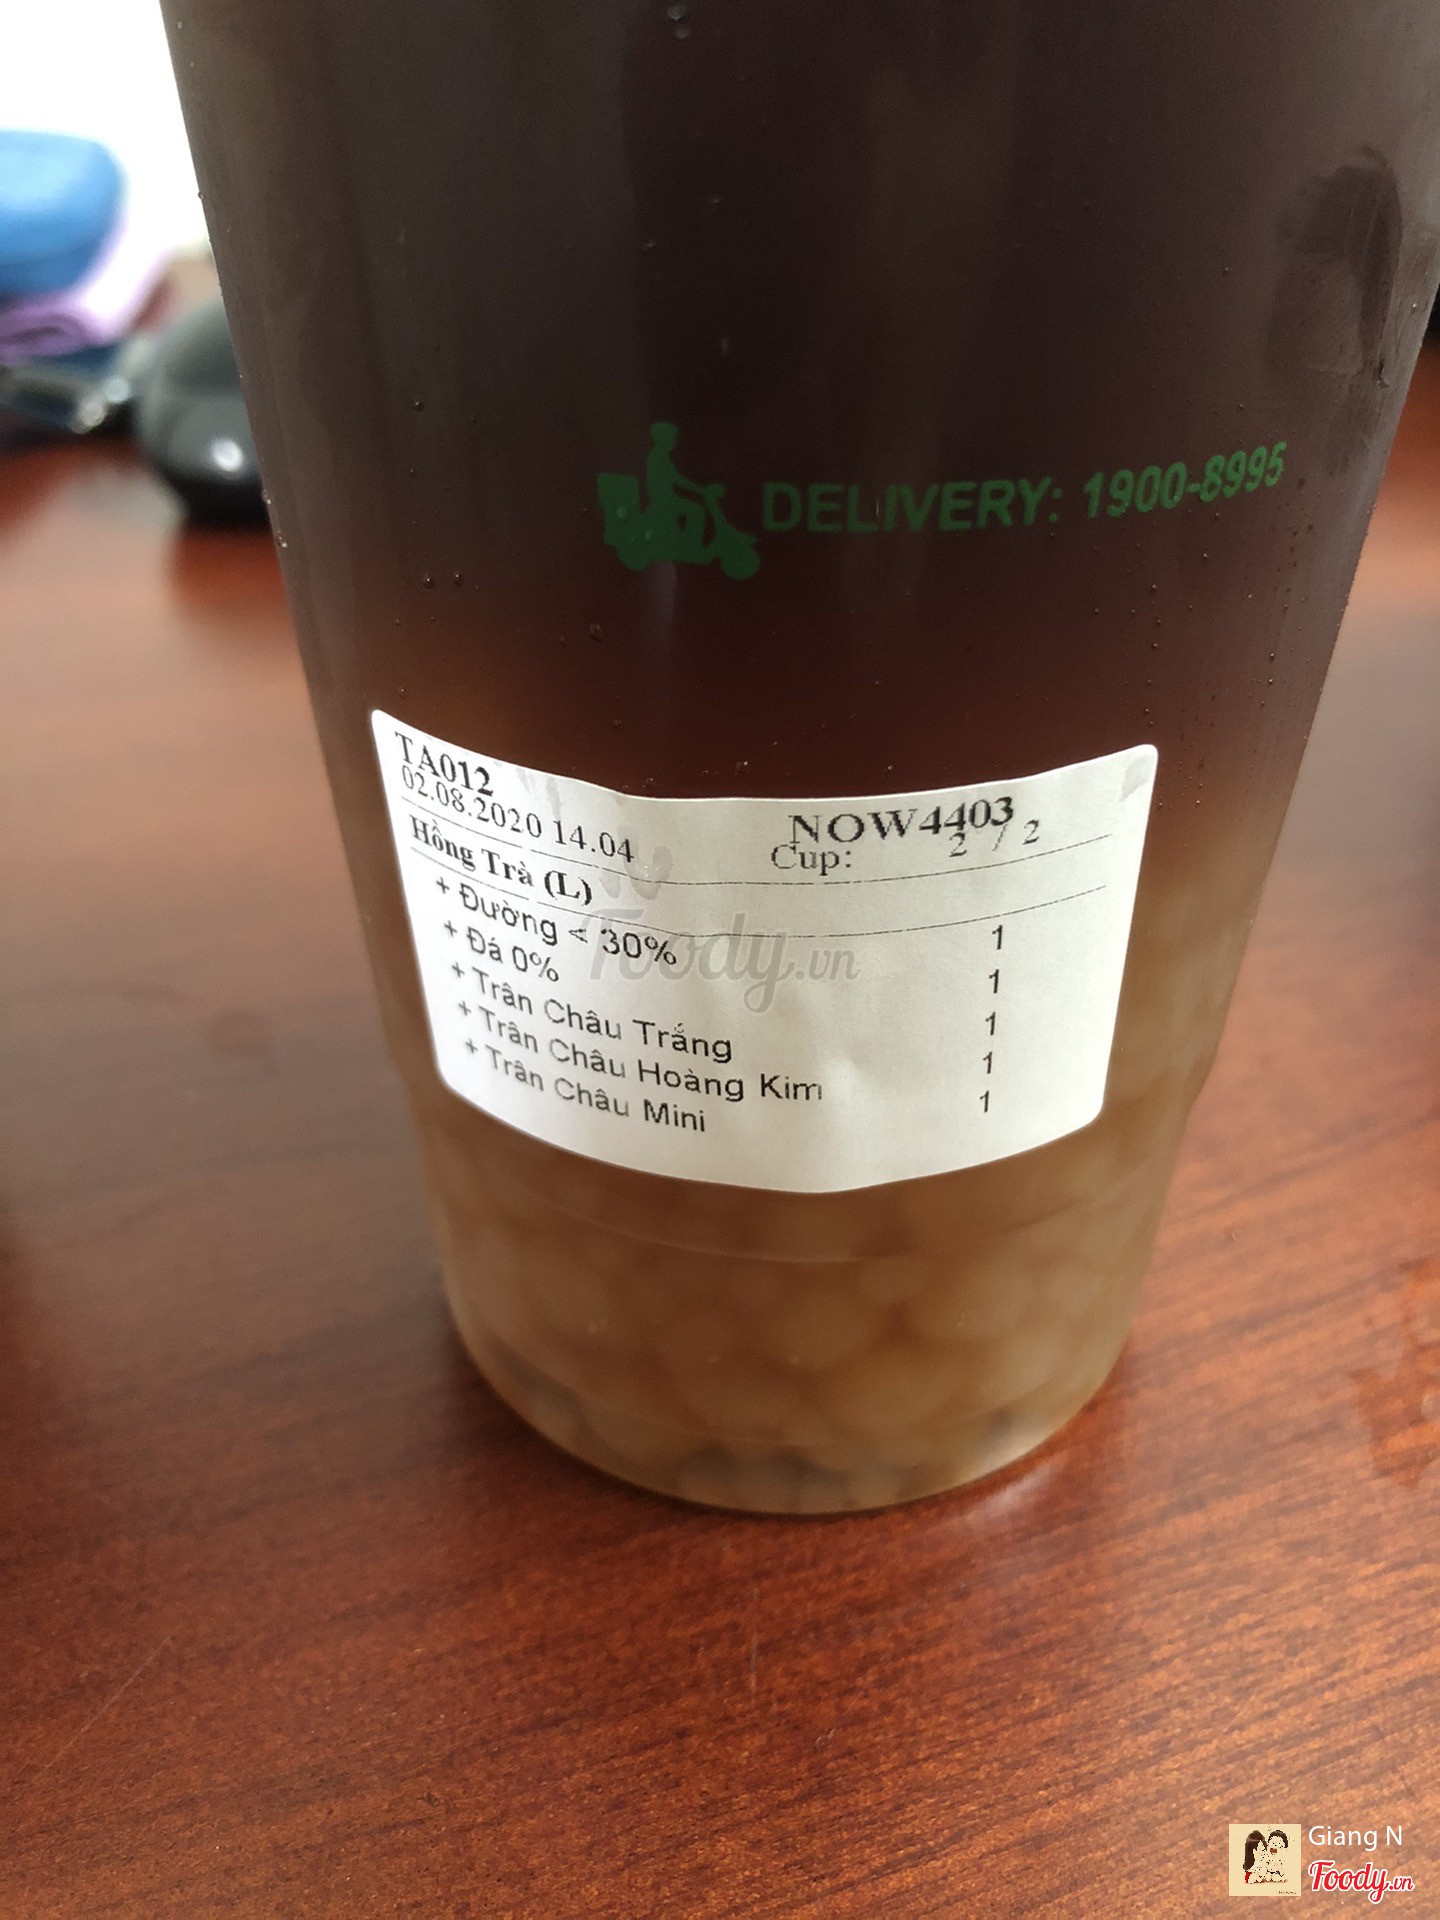 DELIVERY: 1900-8995
TA012
02.08.2020 14.04
NOW4403
Cup: 2 / 2
Hồng Trà (L)
+ Đường < 30% 1
+ Đá 0% 1
+ Trân Châu Trắng 1
+ Trân Châu Hoàng Kim 1
+ Trân Châu Mini 1
Foody.vn
Giang N
Foody.vn